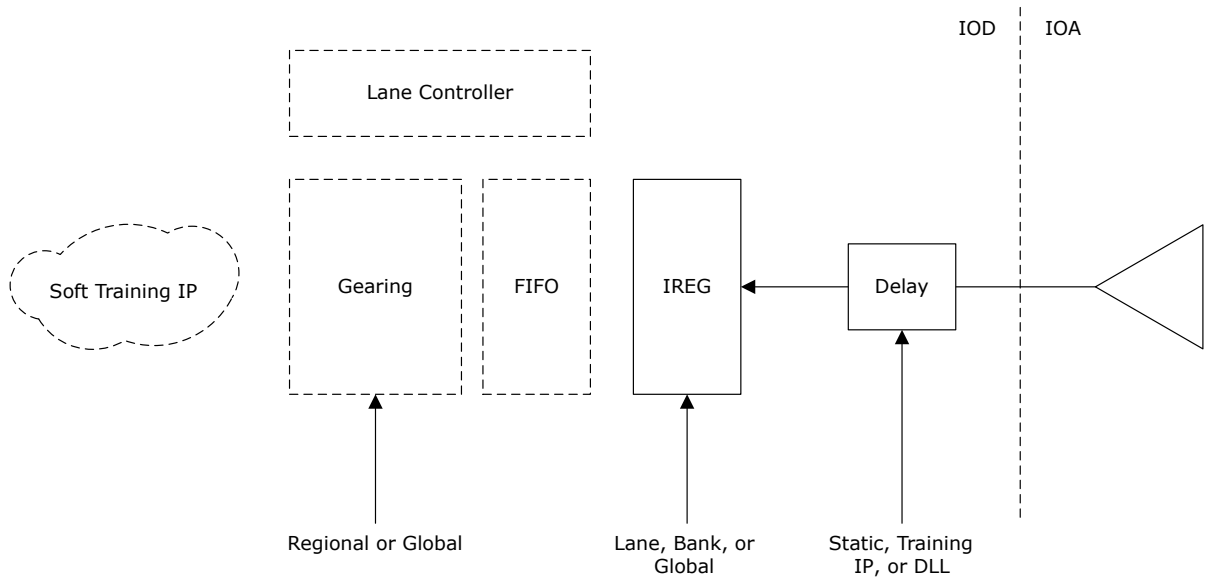 IOD
IOA
Lane Controller
Soft Training IP
Gearing
FIFO
IREG
Delay
Regional or Global
Lane, Bank, or
Global
Static, Training
IP, or DLL